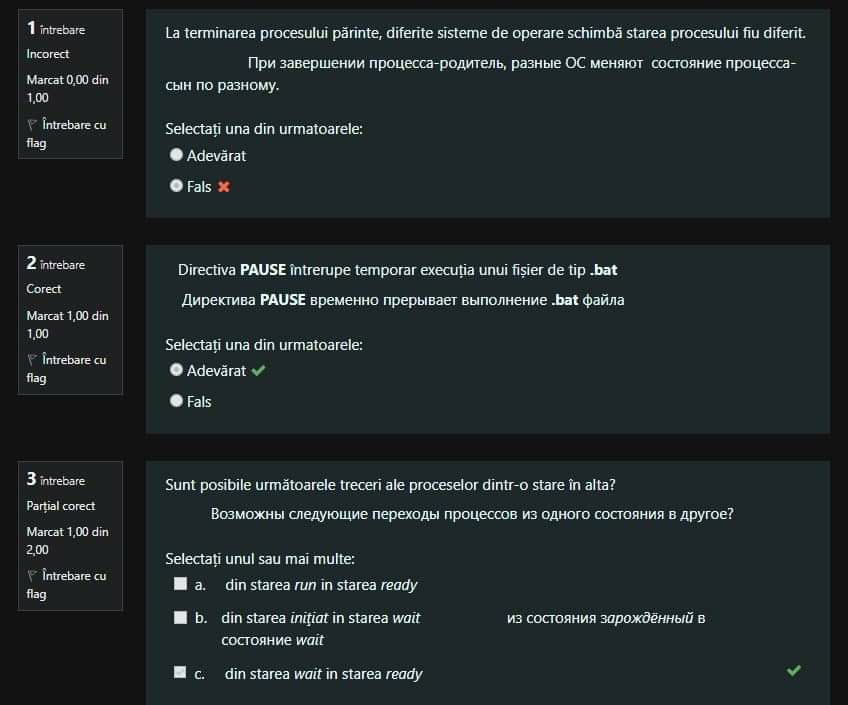 1 întrebare
Incorect
Marcat 0,00 din
1,00
Întrebare cu
flag
La terminarea procesului părinte, diferite sisteme de operare schimbă starea procesului fiu diferit.
При завершении процесса-родитель, разные ОС меняют состояние процесса-
сын по разному.
Selectați una din urmatoarele:
Adevărat
Fals
2 întrebare
Corect
Marcat 1,00 din
1,00
Întrebare cu
flag
Directiva PAUSE întrerupe temporar execuția unui fișier de tip .bat
Директива PAUSE временно прерывает выполнение .bat файла
Selectați una din urmatoarele:
Adevărat
Fals
3 întrebare
Parțial corect
Marcat 1,00 din
2,00
Întrebare cu
flag
Sunt posibile următoarele treceri ale proceselor dintr-o stare în alta?
Возможны следующие переходы процессов из одного состояния в другое?
Selectați unul sau mai multe:
a. din starea run in starea ready
b. din starea iniţiat in starea wait из состояния зарождённый в
состояние wait
c. din starea wait in starea ready